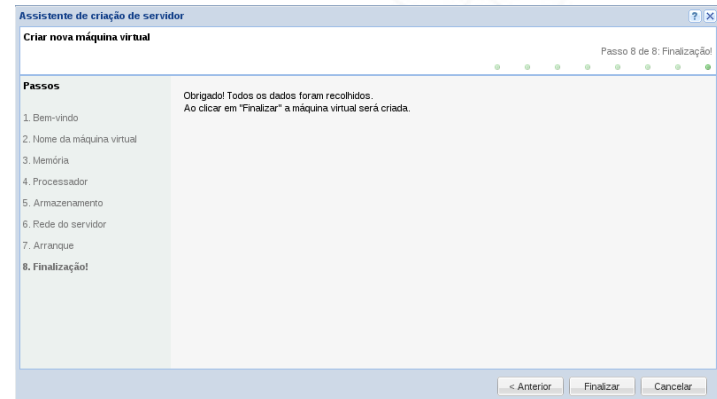 Assistente de criação de servidor
Criar nova máquina virtual
Passo 8 de 8: Finalização!
Passos
1. Bem-vindo
2. Nome da máquina virtual
3. Memória
4. Processador
5. Armazenamento
6. Rede do servidor
7. Arranque
8. Finalização!
Obrigado! Todos os dados foram recolhidos.
Ao clicar em "Finalizar" a máquina virtual será criada.
< Anterior
Finalizar
Cancelar